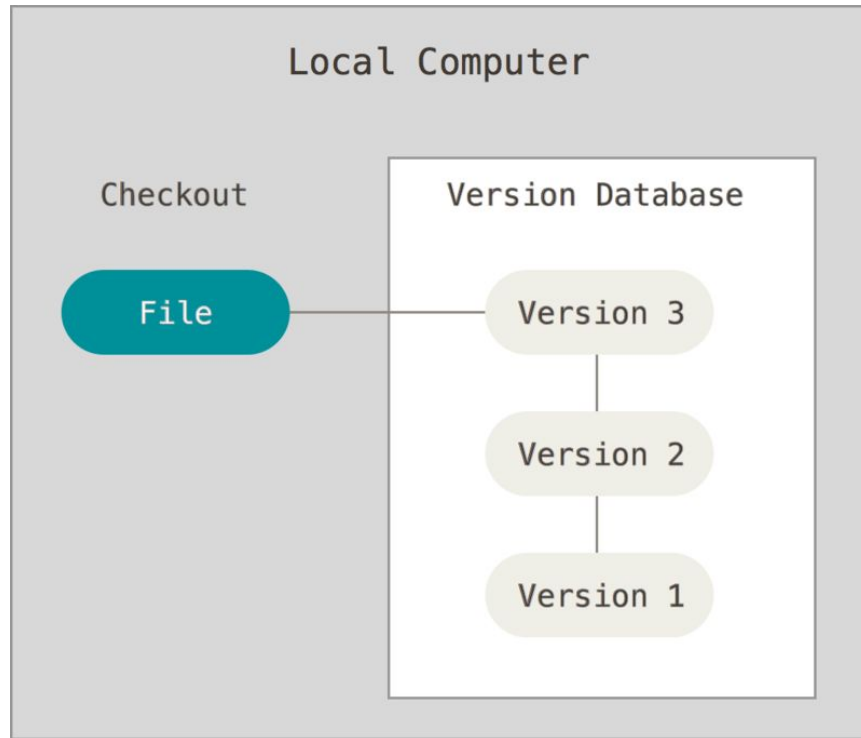 Local Computer
Checkout
Version Database
File
Version 3
Version 2
Version 1